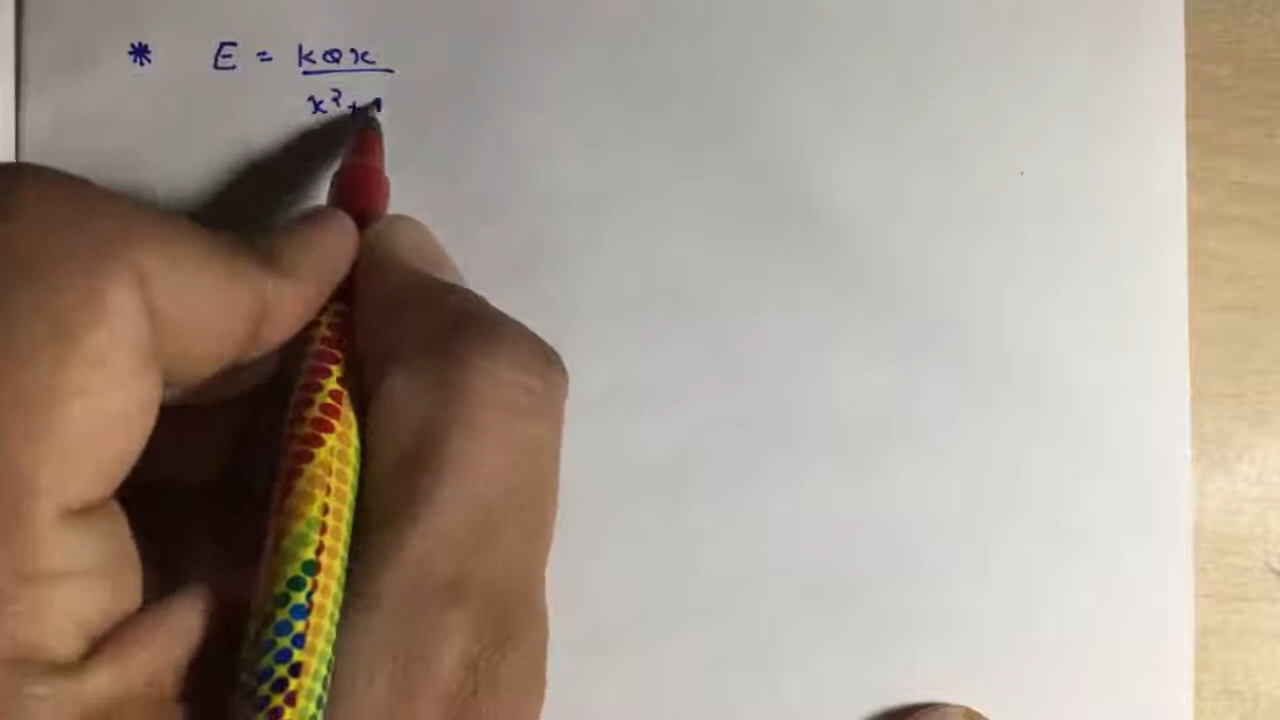 * E = kQx
x² +